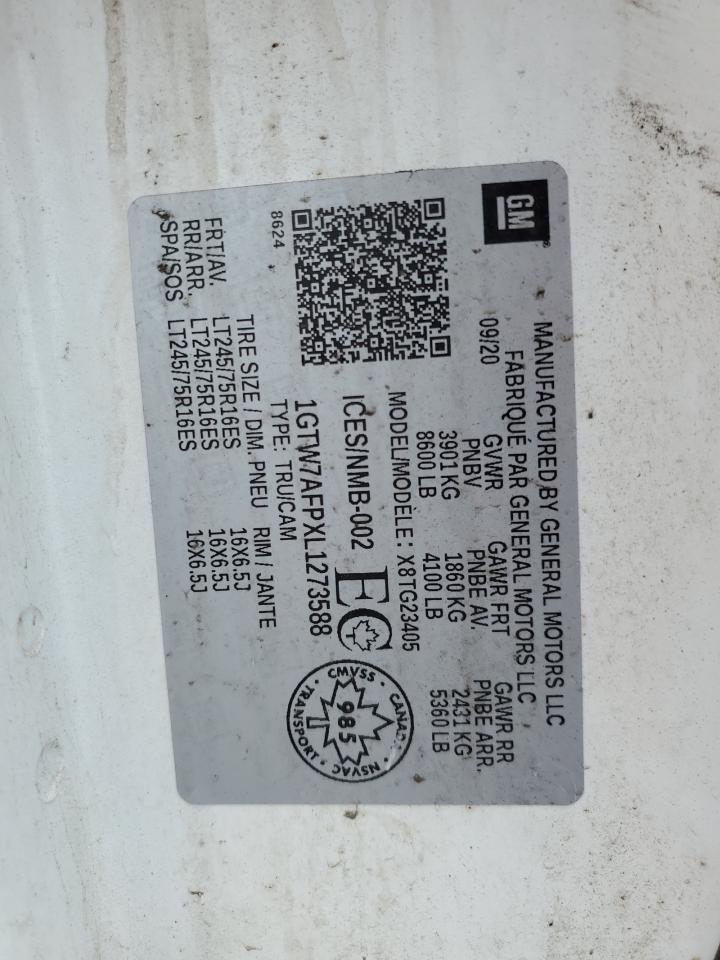 GM
MANUFACTURED BY GENERAL MOTORS LLC
FABRIQUÉ PAR GENERAL MOTORS LLC
09/20 GVWR GAWR FRT GAWR RR
PNBV PNBE AV. PNBE ARR.
3901 KG 1860 KG 2431 KG
8600 LB 4100 LB 5360 LB
MODEL/MODÈLE: X8TG23405
ICES/NMB-002 EC
1GTW7AFPXL1273588
TYPE: TRU/CAM
8624
CANADA
CMVSS NSVAC
985
TRANSPORT
TIRE SIZE / DIM. PNEU RIM / JANTE
FRT/AV. LT245/75R16ES 16X6.5J
RR/ARR. LT245/75R16ES 16X6.5J
SPA/SOS LT245/75R16ES 16X6.5J